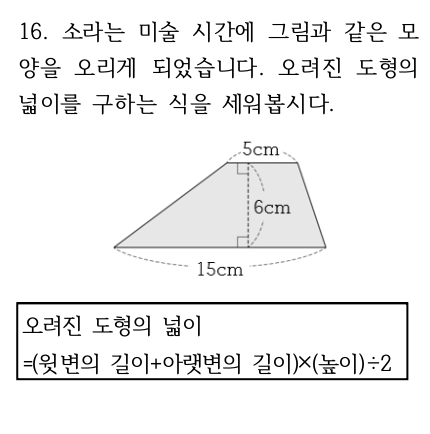 16. 소라는 미술 시간에 그림과 같은 모
양을 오리게 되었습니다. 오려진 도형의
넓이를 구하는 식을 세워봅시다.
5cm
6cm
15cm
오려진 도형의 넓이
=(윗변의 길이+아랫변의 길이)×(높이)÷2